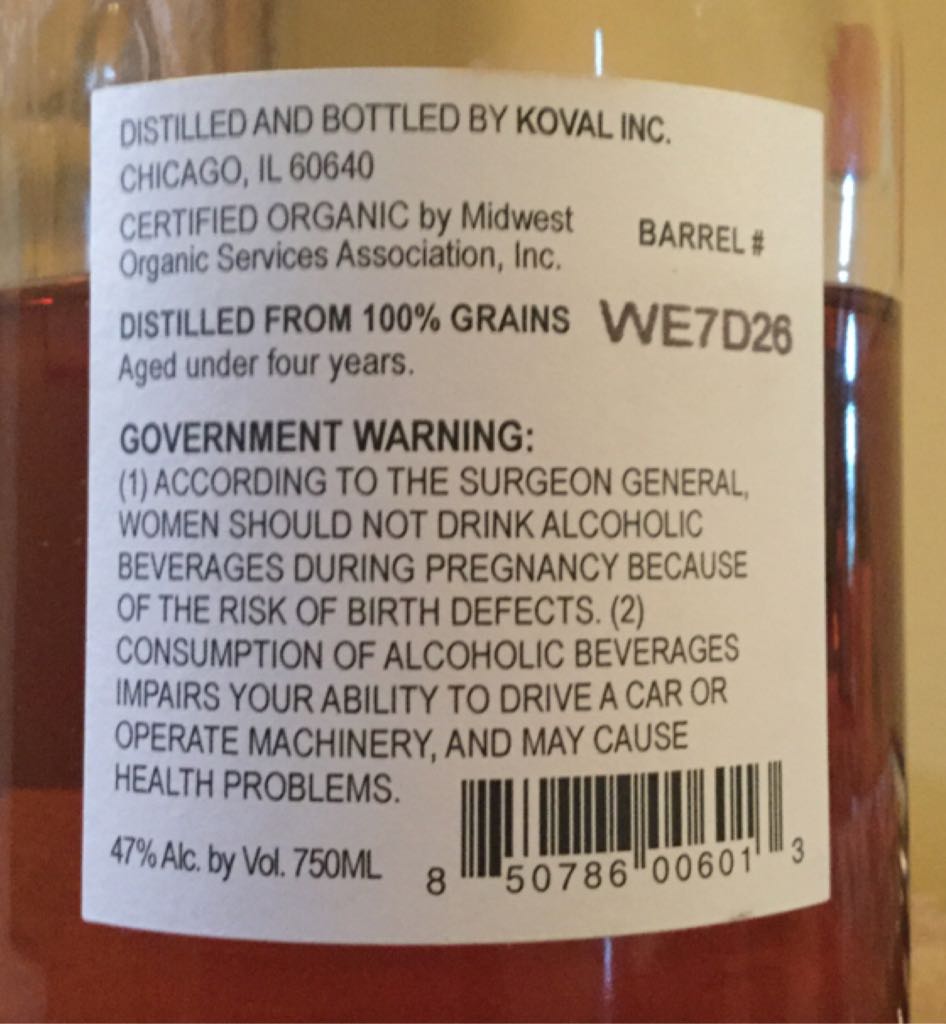 DISTILLED AND BOTTLED BY KOVAL INC.
CHICAGO, IL 60640
CERTIFIED ORGANIC by Midwest
Organic Services Association, Inc.
BARREL #
WE7D26
DISTILLED FROM 100% GRAINS
Aged under four years.
GOVERNMENT WARNING:
(1) ACCORDING TO THE SURGEON GENERAL,
WOMEN SHOULD NOT DRINK ALCOHOLIC
BEVERAGES DURING PREGNANCY BECAUSE
OF THE RISK OF BIRTH DEFECTS. (2)
CONSUMPTION OF ALCOHOLIC BEVERAGES
IMPAIRS YOUR ABILITY TO DRIVE A CAR OR
OPERATE MACHINERY, AND MAY CAUSE
HEALTH PROBLEMS.
47% Alc. by Vol. 750ML
8 50786 00601 3